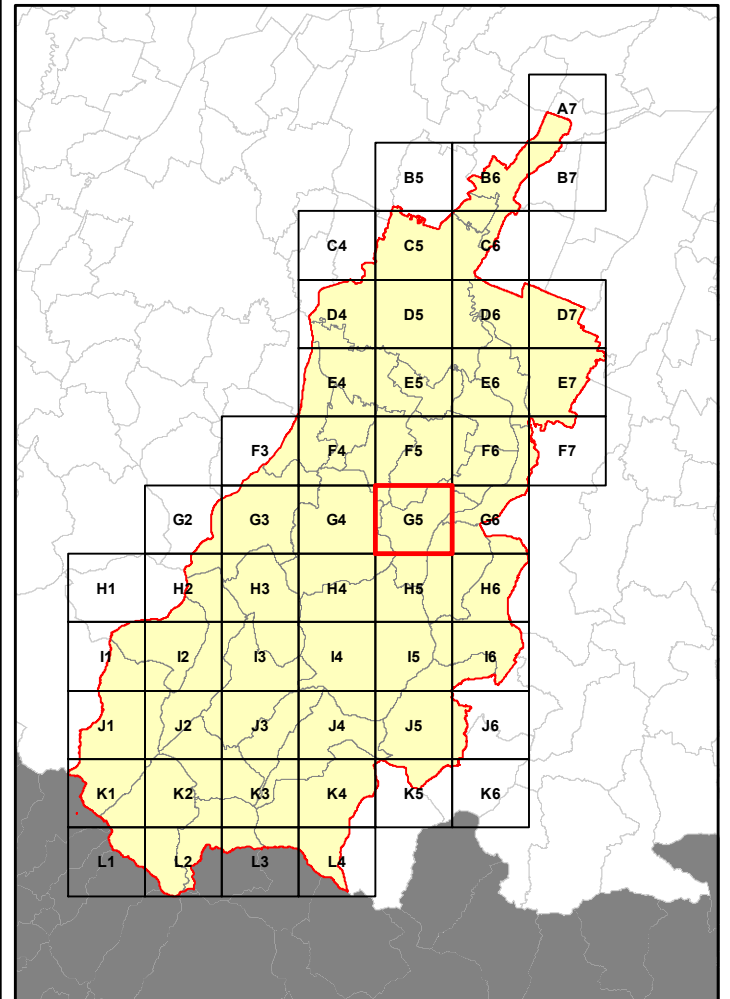 A7
B5 B6 B7
C4 C5 C6
D4 D5 D6 D7
E4 E5 E6 E7
F3 F4 F5 F6 F7
G2 G3 G4 G5 G6
H1 H2 H3 H4 H5 H6
I1 I2 I3 I4 I5 I6
J1 J2 J3 J4 J5 J6
K1 K2 K3 K4 K5 K6
L1 L2 L3 L4